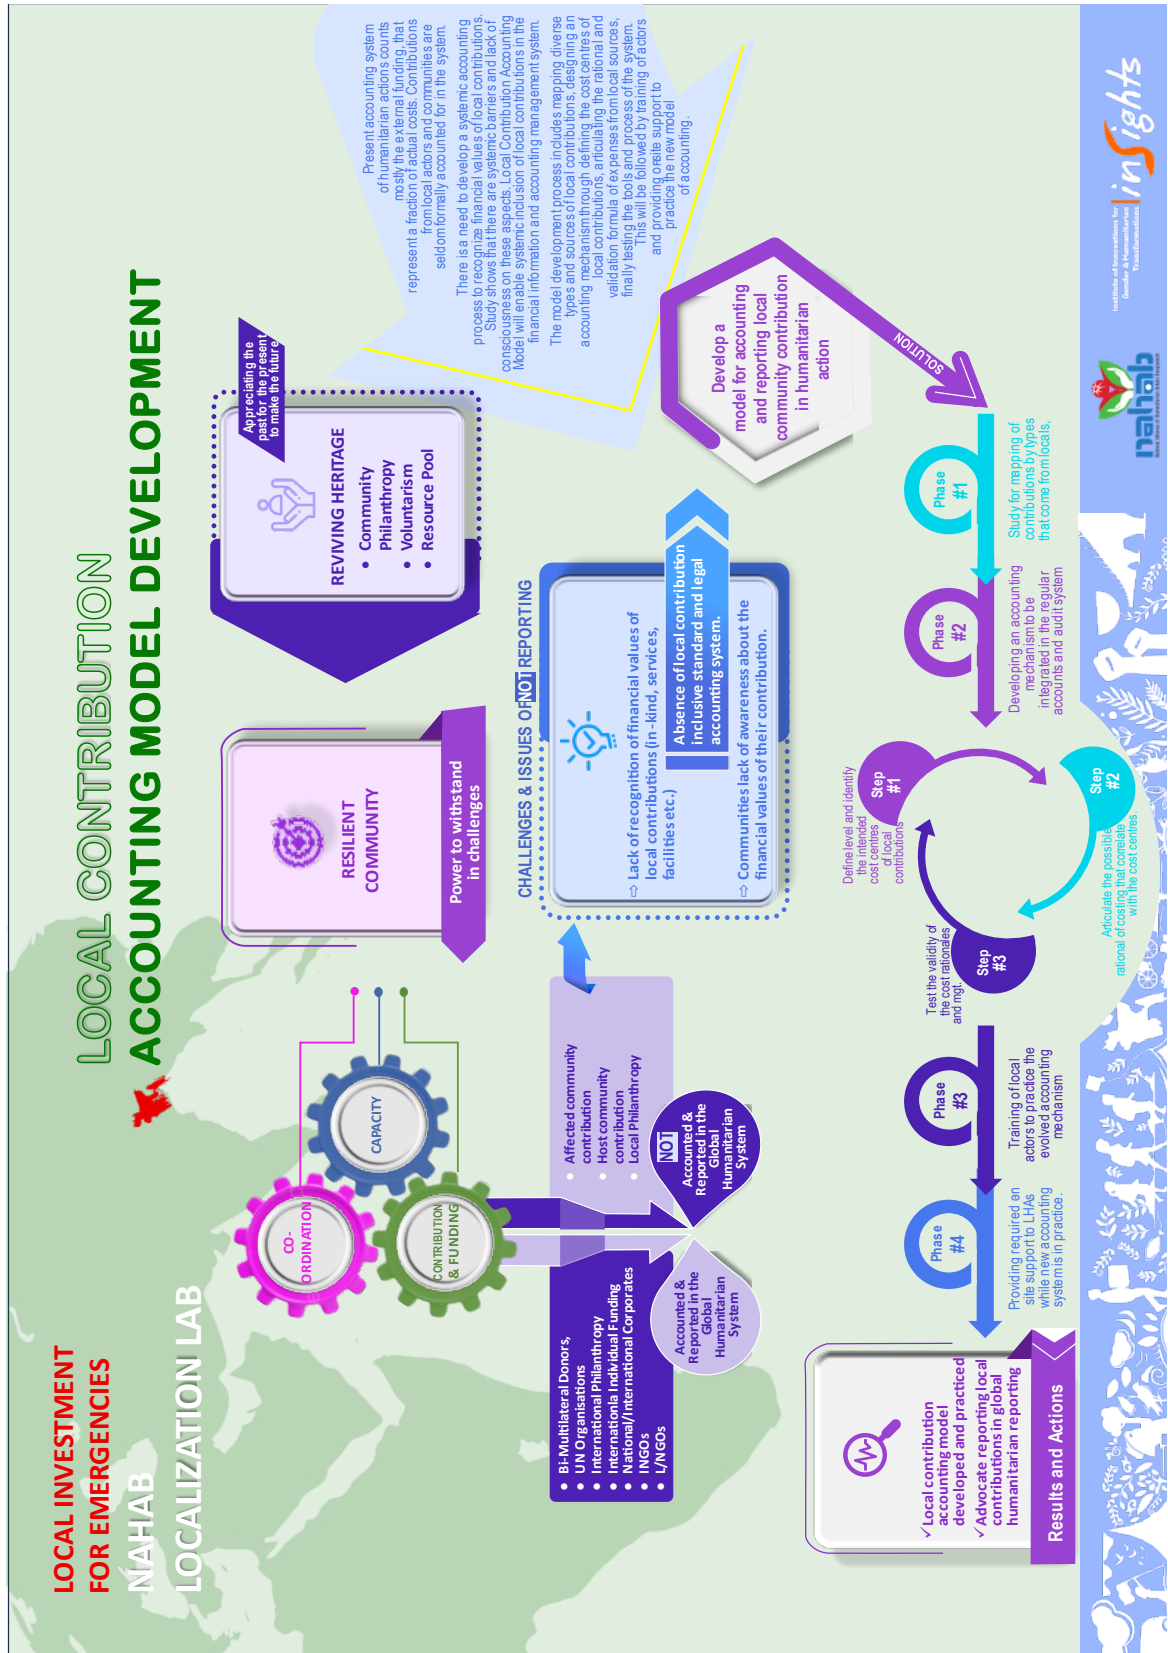 LOCAL INVESTMENT
FOR EMERGENCIES
NAHAB
LOCALIZATION LAB
LOCAL CONTRIBUTION
ACCOUNTING MODEL DEVELOPMENT
CO-
ORDINATION
CAPACITY
CONTRIBUTION
& FUNDING
RESILIENT
COMMUNITY
Power to withstand
in challenges
REVIVING HERITAGE
• Community
Philanthropy
• Voluntarism
• Resource Pool
Appreciating the
past for the present
to make the future
Present accounting system
of humanitarian actions counts
mostly the external funding, that
represent a fraction of actual costs. Contributions
from local actors and communities are
seldom formally accounted for in the system.
There is a need to develop a systemic accounting
process to recognize financial values of local contributions.
Study shows that there are systemic barriers and lack of
consciousness on these aspects. Local Contribution Accounting
Model will enable systemic inclusion of local contributions in the
financial information and accounting management system.
The model development process includes mapping diverse
types and sources of local contributions, designing an
accounting mechanism through defining the cost centres of
local contributions, articulating the rational and
validation formula of expenses from local sources,
finally testing the tools and process of the system.
This will be followed by training of actors
and providing onsite support to
practice the new model
of accounting.
• Bi-Multilateral Donors,
• UN Organisations
• International Philanthropy
• Internationla Individual Funding
• National/International Corporates
• INGOs
• L/NGOs
Accounted &
Reported in the
Global
Humanitarian
System
• Affected community
contribution
• Host community
contribution
• Local Philanthropy
NOT
Accounted &
Reported in the
Global
Humanitarian
System
CHALLENGES & ISSUES OF NOT REPORTING
⇨ Lack of recognition of financial values of
local contributions (in-kind, services,
facilities etc.)
Absence of local contribution
inclusive standard and legal
accounting system.
⇨ Communities lack of awareness about the
financial values of their contribution.
Develop a
model for accounting
and reporting local
community contribution
in humanitarian
action
SOLUTION
Phase
#1
Study for mapping of
contributions by types
that come from locals,
Phase
#2
Developing an accounting
mechanism to be
integrated in the regular
accounts and audit system
Step
#1
Define level and identify
the intended
cost centres
of local
contributions
Step
#2
Articulate the possible
rational of costing that correlate
with the cost centres.
Step
#3
Test the validity of
the cost rationales
and mgt.
Phase
#3
Training of local
actors to practice the
evolved accounting
mechanism
Phase
#4
Providing required on
site support to LHAs
while new accounting
system is in practice.
✓Local contribution
accounting model
developed and practiced
✓Advocate reporting local
contributions in global
humanitarian reporting
Results and Actions
nahab
Institute of Innovations for
Gender & Humanitarian
Transformations
inSights